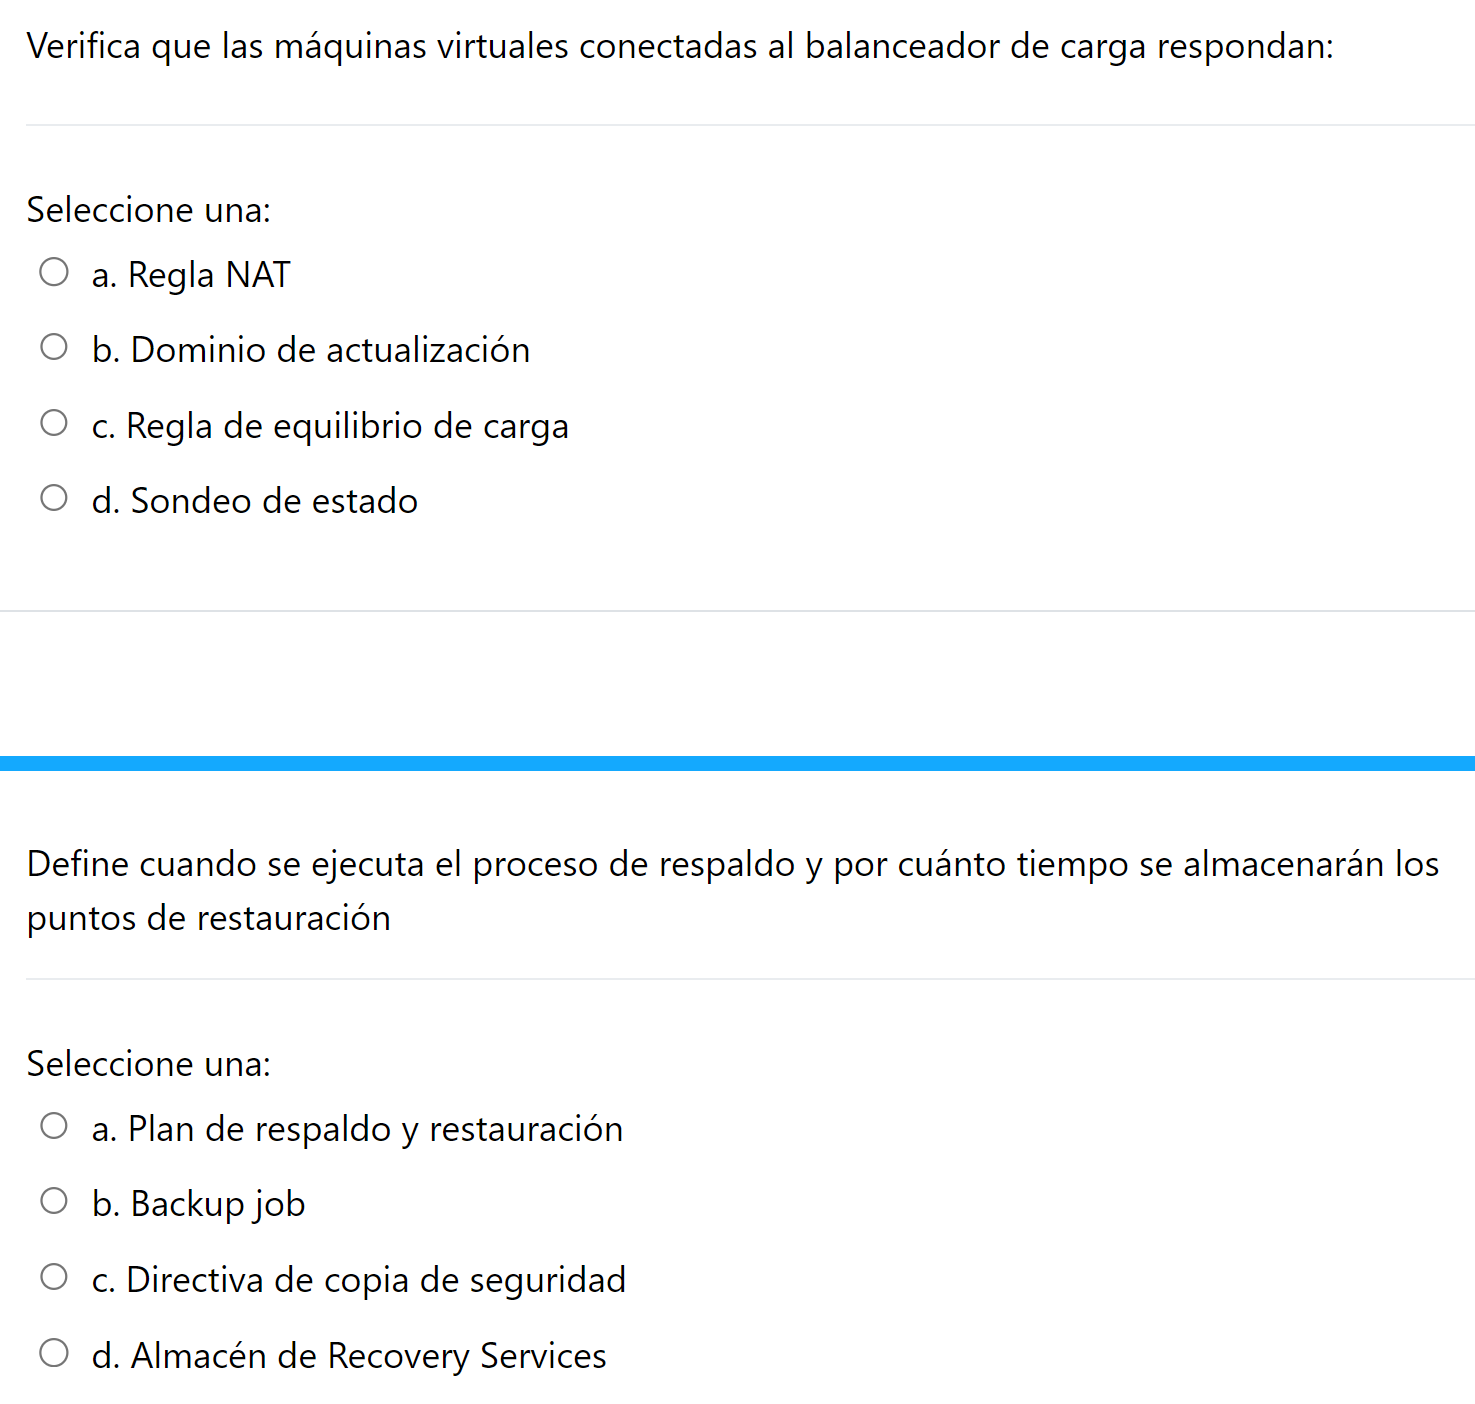 Verifica que las máquinas virtuales conectadas al balanceador de carga respondan:
Seleccione una:
a. Regla NAT
b. Dominio de actualización
c. Regla de equilibrio de carga
d. Sondeo de estado
Define cuando se ejecuta el proceso de respaldo y por cuánto tiempo se almacenarán los
puntos de restauración
Seleccione una:
a. Plan de respaldo y restauración
b. Backup job
c. Directiva de copia de seguridad
d. Almacén de Recovery Services